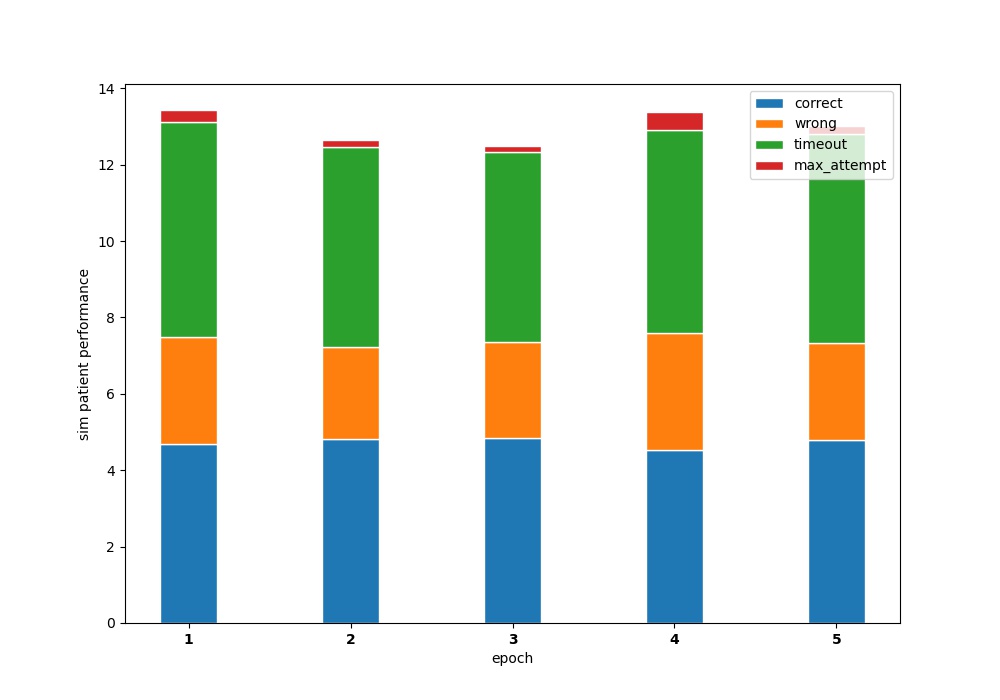 14
12
10
8
6
4
2
0
sim patient performance
correct
wrong
timeout
max_attempt
1 2 3 4 5
epoch